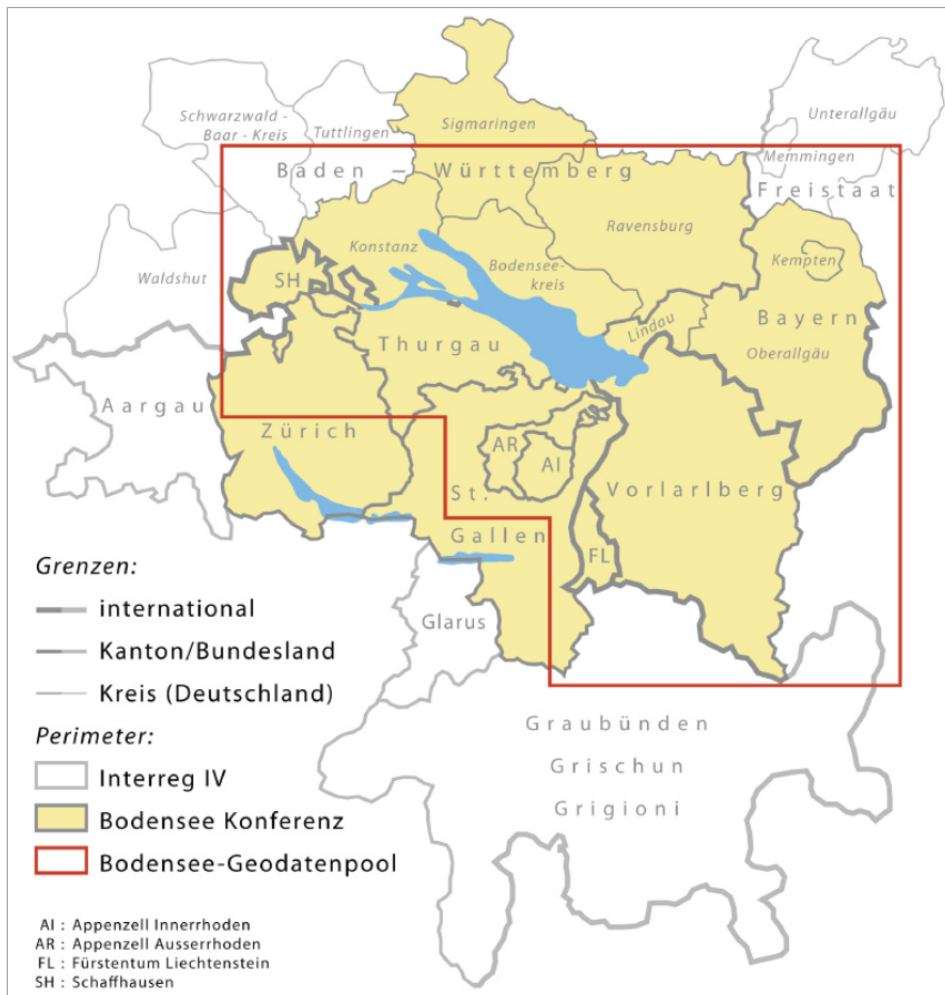 Schwarzwald -
Baar - Kreis
Tuttlingen
Sigmaringen
Unterallgäu
Memmingen
Baden – Württemberg
Freistaat
Ravensburg
Konstanz
Bodensee-
kreis
Kempten
Waldshut
SH
Lindau
Bayern
Thurgau
Oberallgäu
Aargau
Zürich
AR
AI
St.
Gallen
Vorlarlberg
FL
Glarus
Graubünden
Grischun
Grigioni
Grenzen:
international
Kanton/Bundesland
Kreis (Deutschland)
Perimeter:
Interreg IV
Bodensee Konferenz
Bodensee-Geodatenpool
AI : Appenzell Innerrhoden
AR : Appenzell Ausserrhoden
FL : Fürstentum Liechtenstein
SH : Schaffhausen